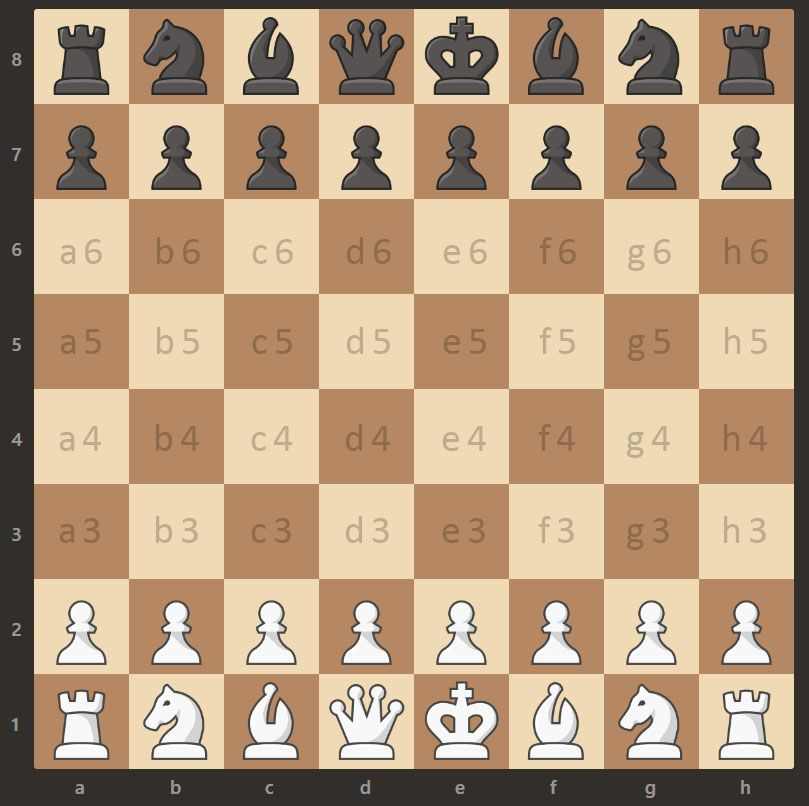 8
7
6 a6 b6 c6 d6 e6 f6 g6 h6
5 a5 b5 c5 d5 e5 f5 g5 h5
4 a4 b4 c4 d4 e4 f4 g4 h4
3 a3 b3 c3 d3 e3 f3 g3 h3
2
1
a b c d e f g h